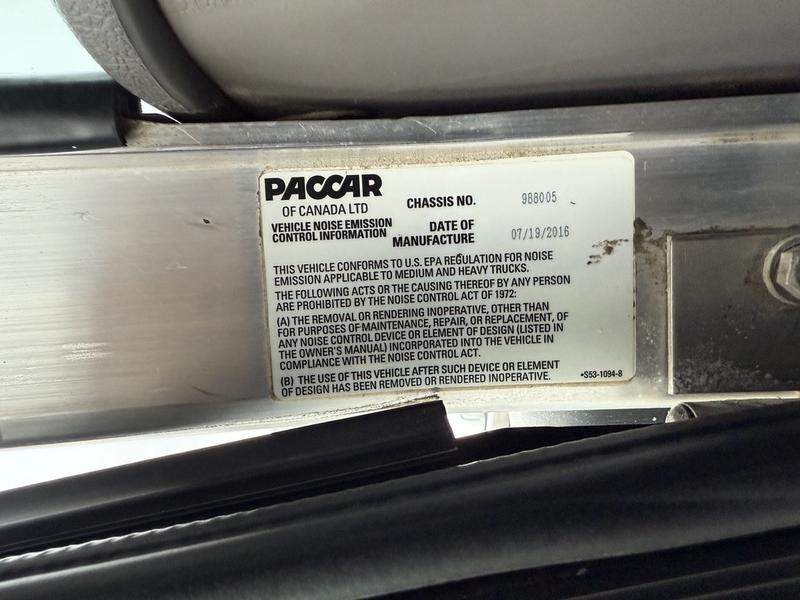 PACCAR
OF CANADA LTD
VEHICLE NOISE EMISSION
CONTROL INFORMATION
CHASSIS NO. 988005
DATE OF
MANUFACTURE 07/19/2016
THIS VEHICLE CONFORMS TO U.S. EPA REGULATION FOR NOISE
EMISSION APPLICABLE TO MEDIUM AND HEAVY TRUCKS.
THE FOLLOWING ACTS OR THE CAUSING THEREOF BY ANY PERSON
ARE PROHIBITED BY THE NOISE CONTROL ACT OF 1972:
(A) THE REMOVAL OR RENDERING INOPERATIVE, OTHER THAN
FOR PURPOSES OF MAINTENANCE, REPAIR, OR REPLACEMENT, OF
ANY NOISE CONTROL DEVICE OR ELEMENT OF DESIGN (LISTED IN
THE OWNER'S MANUAL) INCORPORATED INTO THE VEHICLE IN
COMPLIANCE WITH THE NOISE CONTROL ACT.
(B) THE USE OF THIS VEHICLE AFTER SUCH DEVICE OR ELEMENT
OF DESIGN HAS BEEN REMOVED OR RENDERED INOPERATIVE.
•S53-1094-8